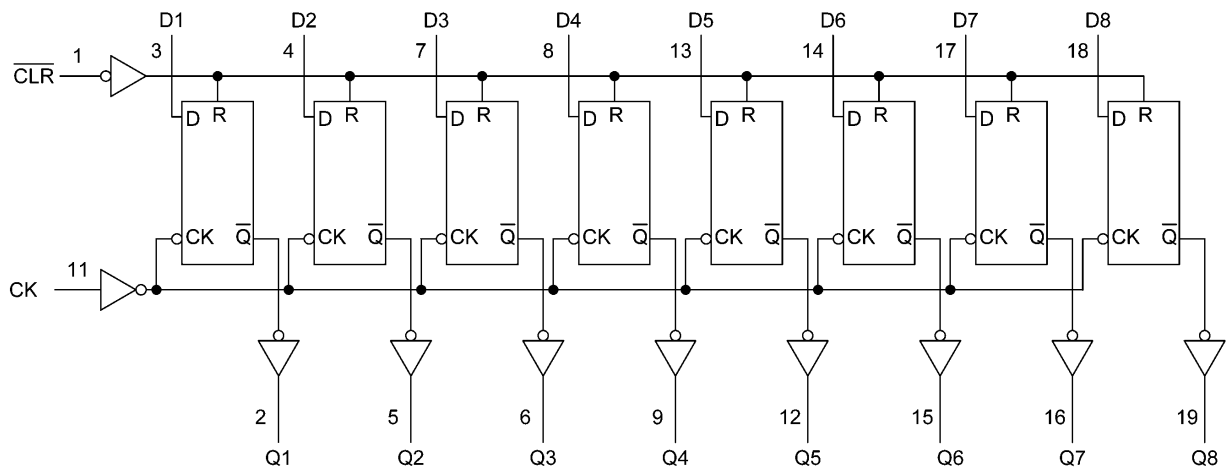 D1 D2 D3 D4 D5 D6 D7 D8
1 3 4 7 8 13 14 17 18
C̅L̅R̅
D R D R D R D R D R D R D R D R
CK Q̅ CK Q̅ CK Q̅ CK Q̅ CK Q̅ CK Q̅ CK Q̅ CK Q̅
11
CK
2 5 6 9 12 15 16 19
Q1 Q2 Q3 Q4 Q5 Q6 Q7 Q8